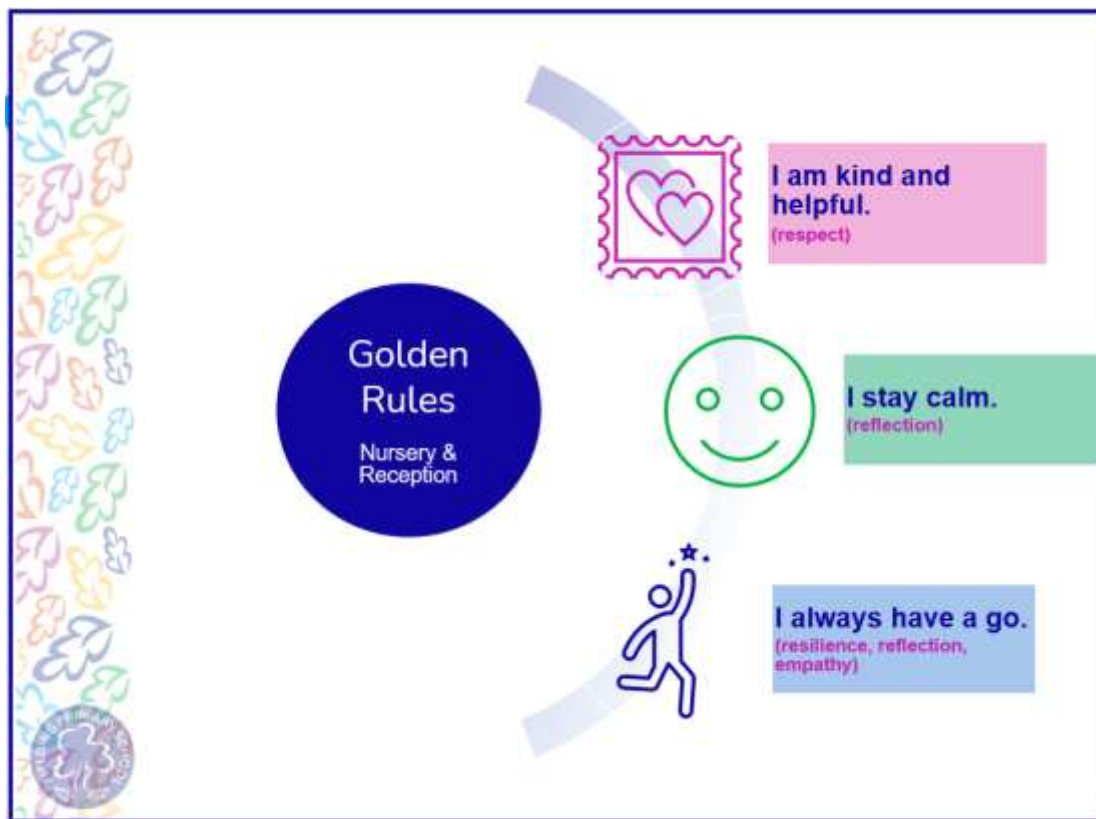 Golden
Rules
Nursery &
Reception
I am kind and
helpful.
(respect)
I stay calm.
(reflection)
I always have a go.
(resilience, reflection,
empathy)